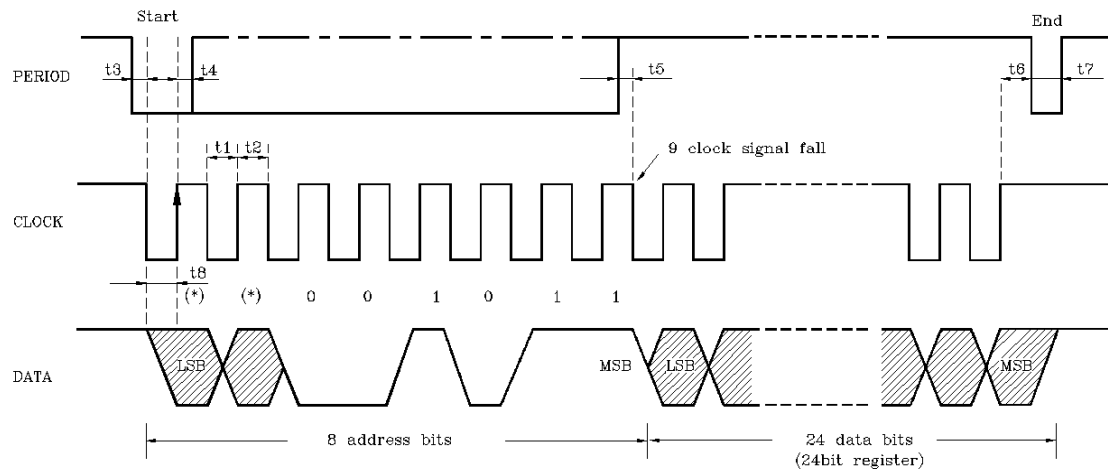 Start
End
PERIOD
t3
t4
t5
t6
t7
t1
t2
9 clock signal fall
CLOCK
t8
(*) (*) 0 0 1 0 1 1
DATA
LSB
MSB
LSB
MSB
8 address bits
24 data bits
(24bit register)